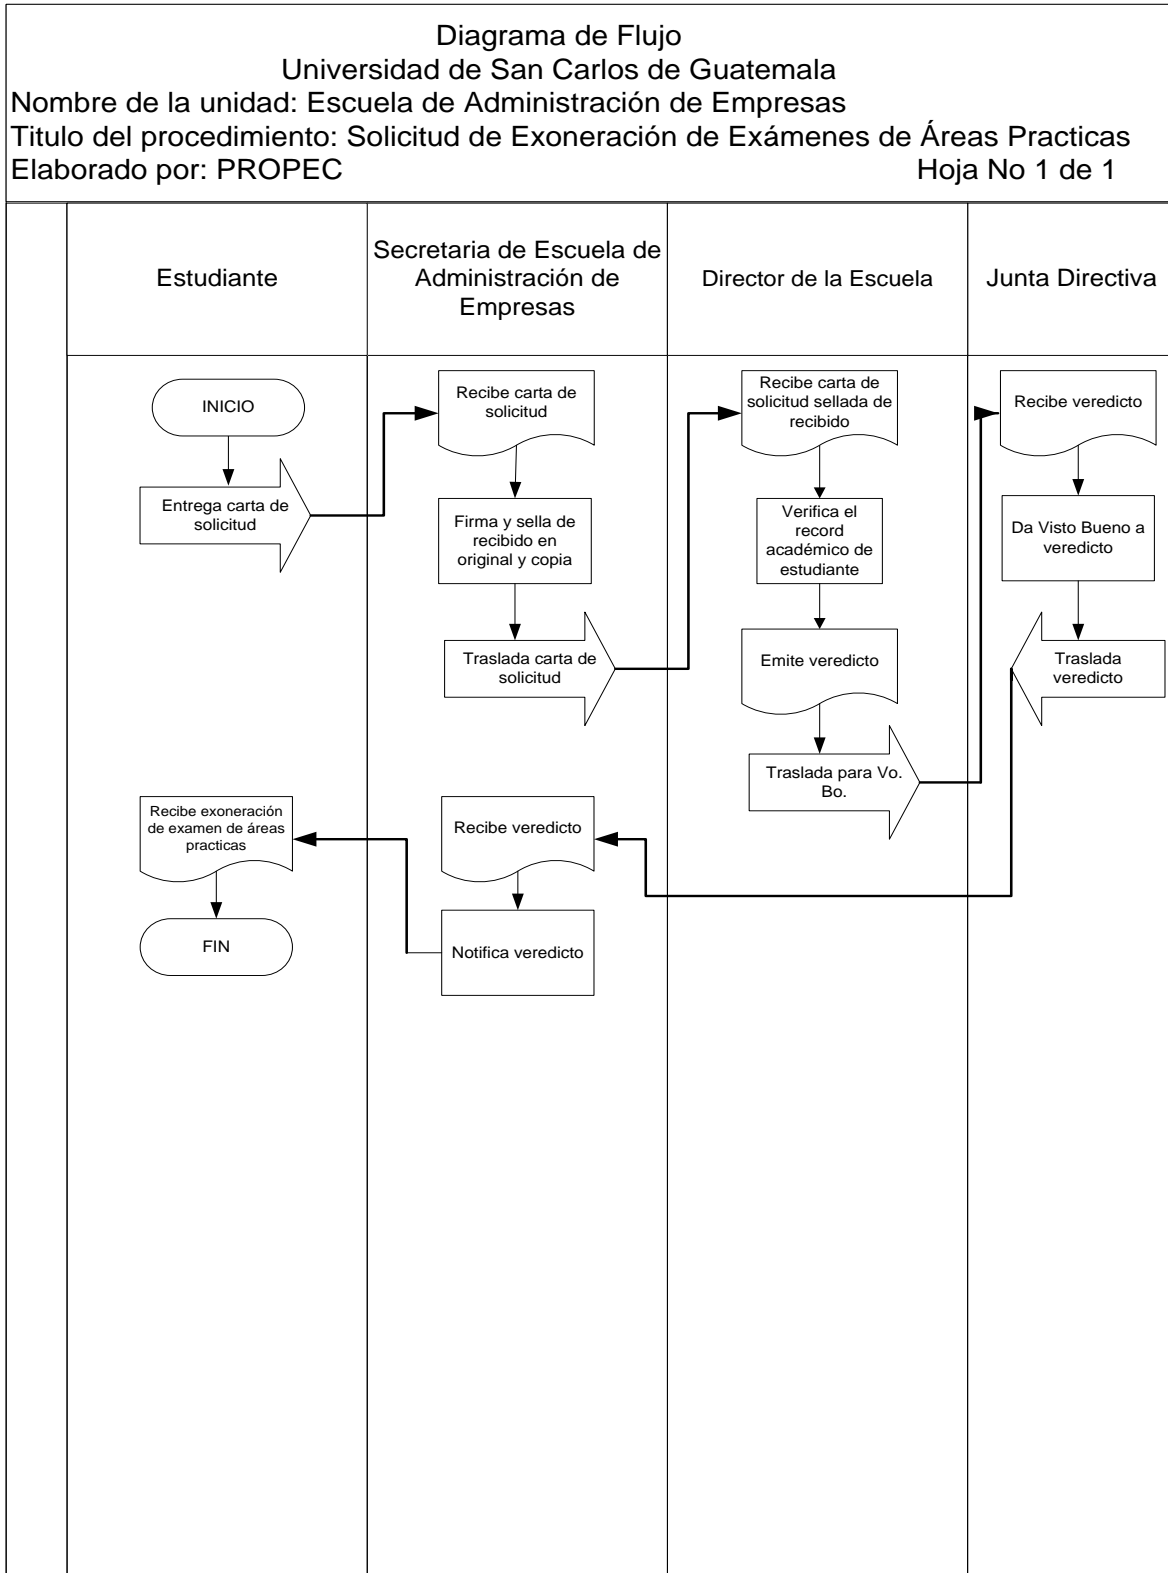 Diagrama de Flujo
Universidad de San Carlos de Guatemala
Nombre de la unidad: Escuela de Administración de Empresas
Titulo del procedimiento: Solicitud de Exoneración de Exámenes de Áreas Practicas
Elaborado por: PROPEC Hoja No 1 de 1
Estudiante
Secretaria de Escuela de
Administración de
Empresas
Director de la Escuela
Junta Directiva
INICIO
Entrega carta de
solicitud
Recibe carta de
solicitud
Firma y sella de
recibido en
original y copia
Traslada carta de
solicitud
Recibe carta de
solicitud sellada de
recibido
Verifica el
record
académico de
estudiante
Emite veredicto
Traslada para Vo.
Bo.
Recibe veredicto
Da Visto Bueno a
veredicto
Traslada
veredicto
Recibe veredicto
Notifica veredicto
Recibe exoneración
de examen de áreas
practicas
FIN